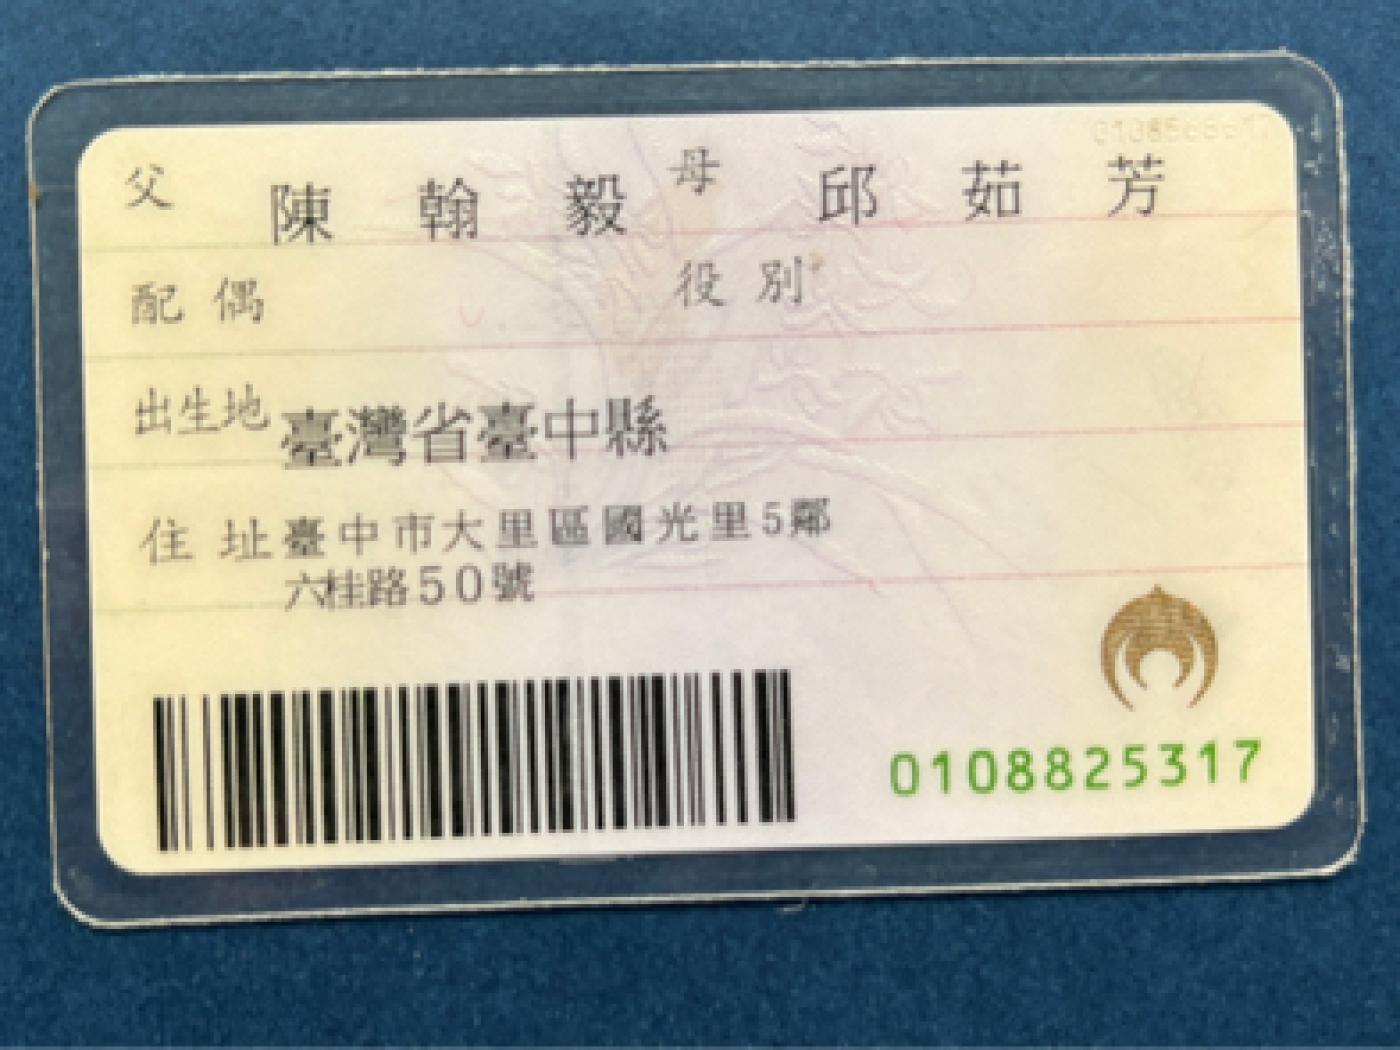 父 陳翰毅 母 邱茹芳
配偶 役別
出生地 臺灣省臺中縣
住址 臺中市大里區國光里5鄰
六桂路50號
0108825317